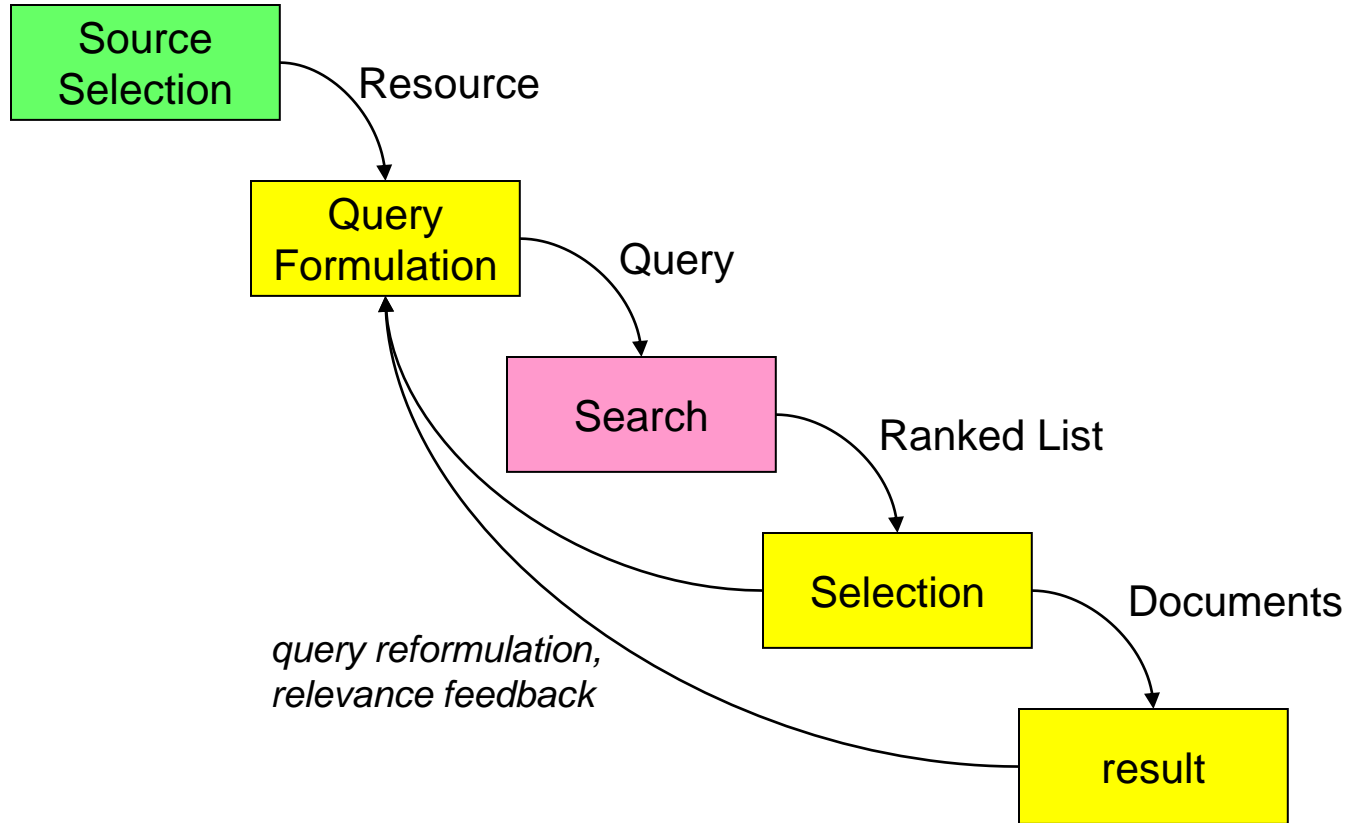 Source
Selection
Resource
Query
Formulation
Query
Search
Ranked List
Selection
Documents
query reformulation,
relevance feedback
result